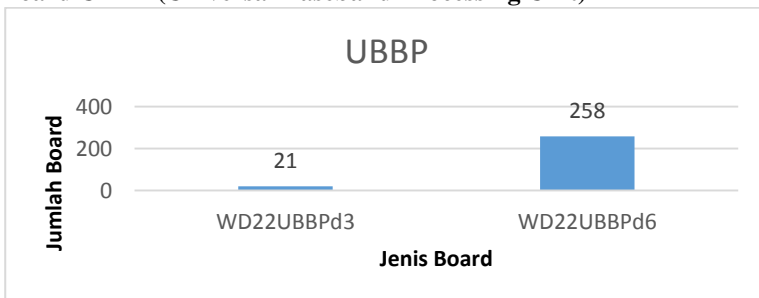 UBBP
400
258
200
21
0
WD22UBBPd3 WD22UBBPd6
Jumlah Board
Jenis Board